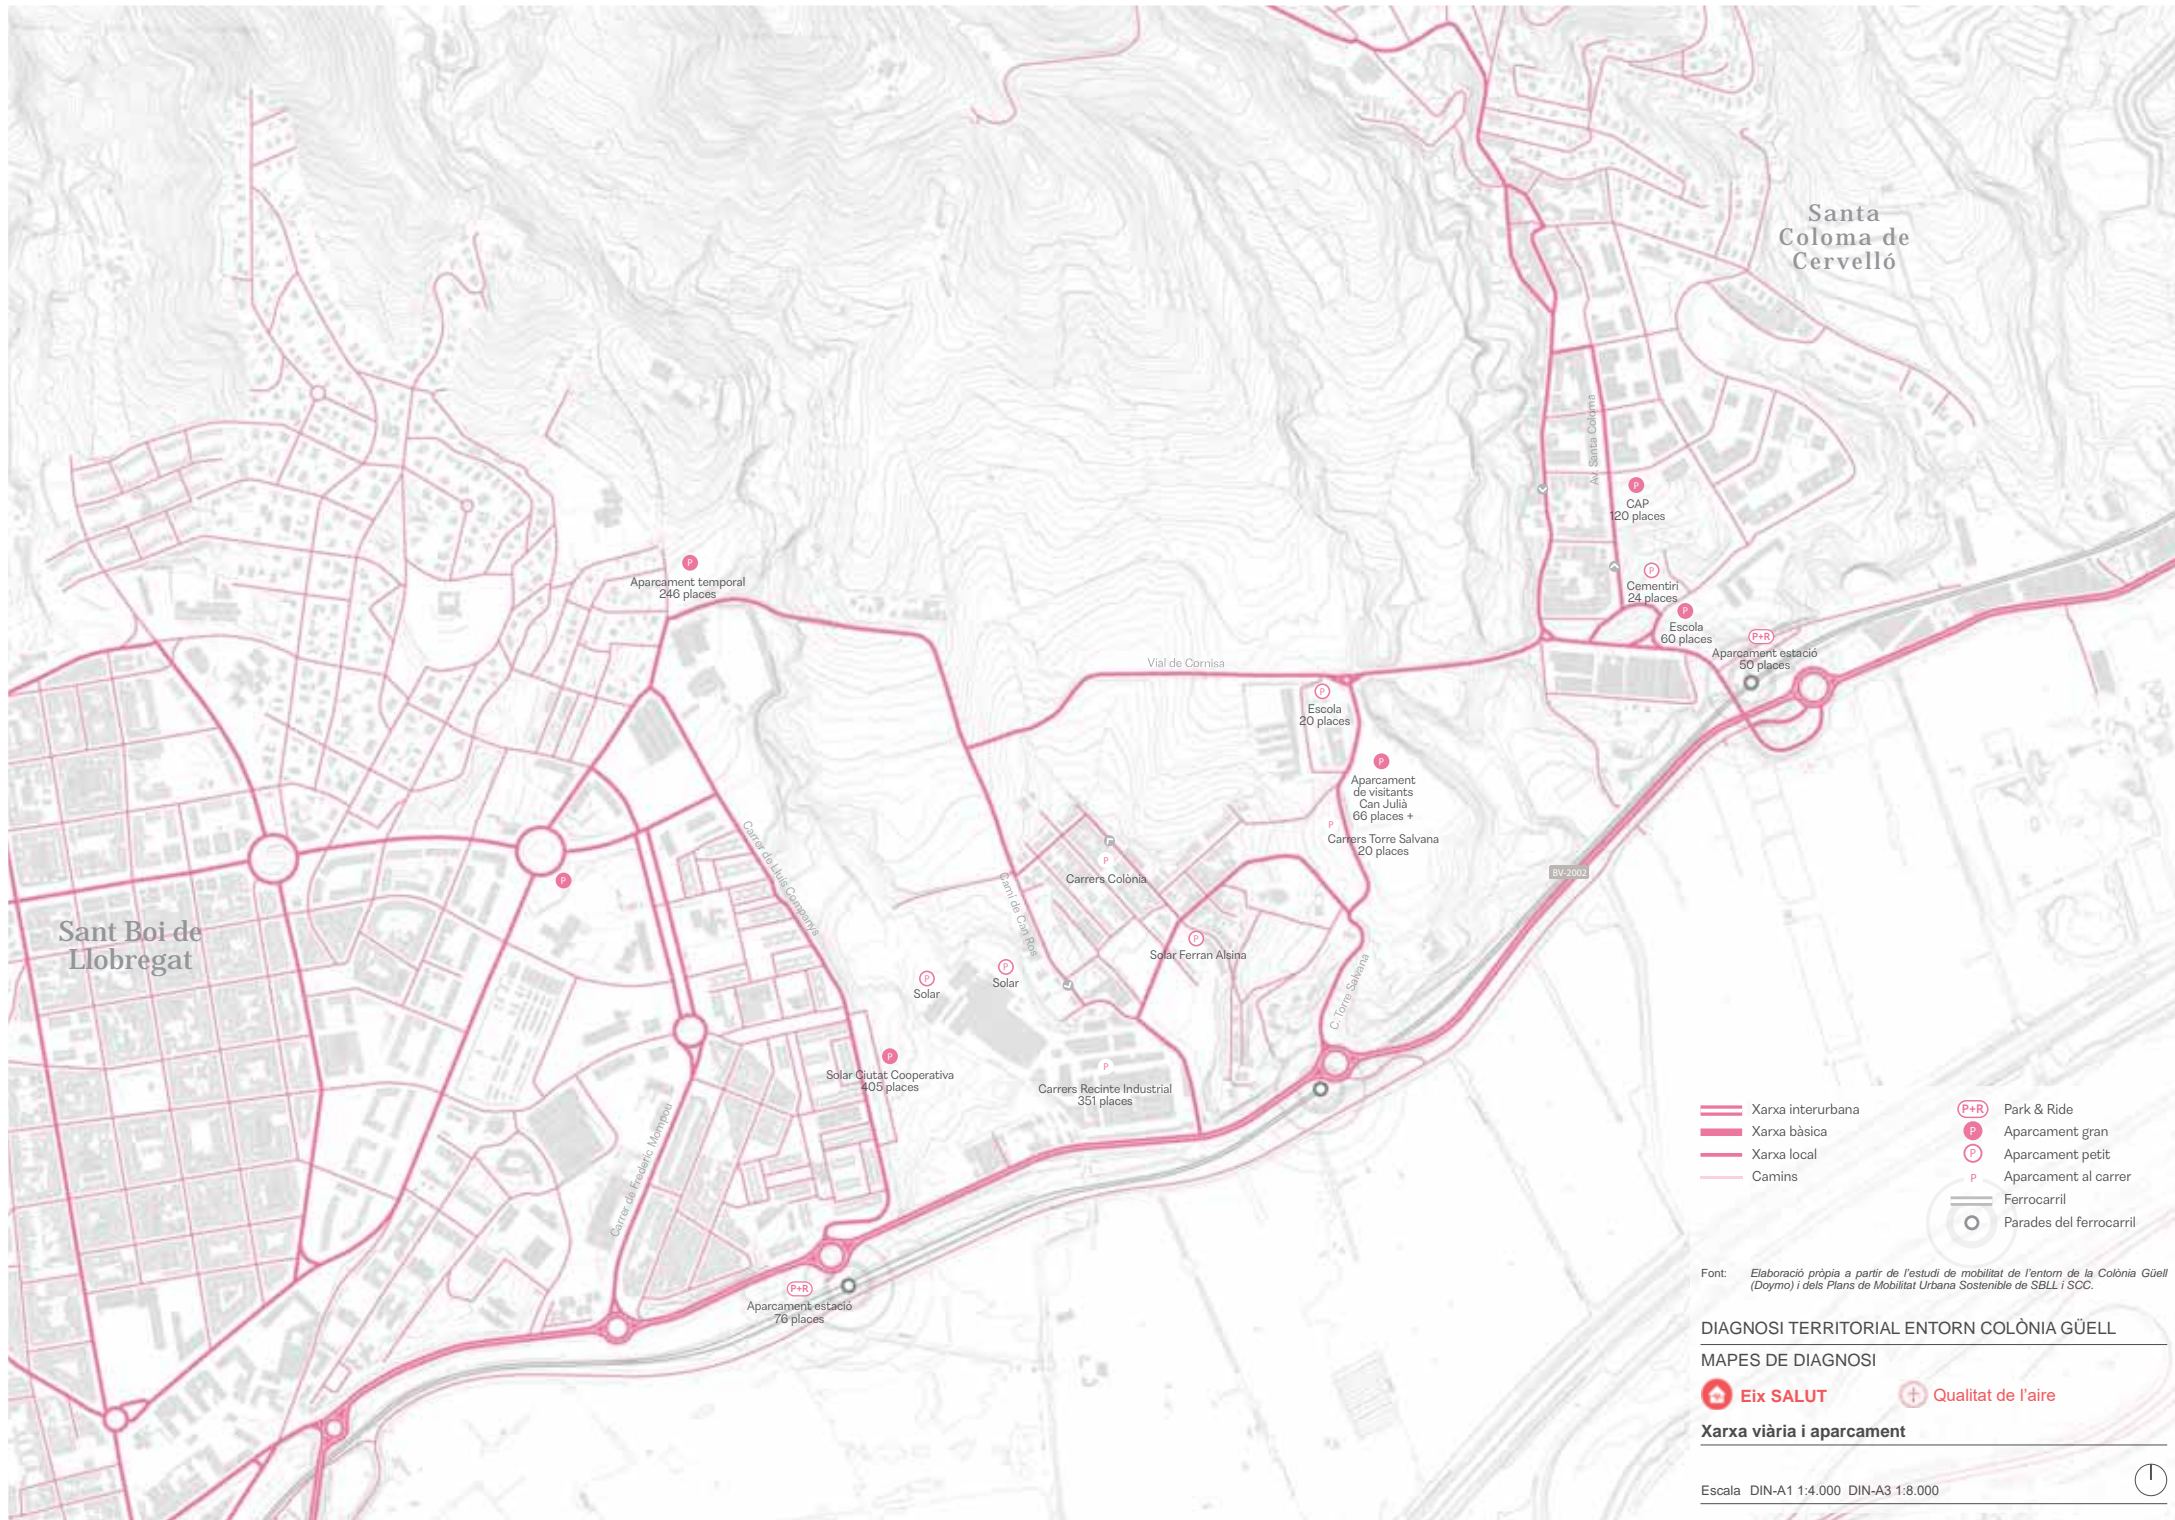 Santa
Coloma de
Cervelló
Av. Santa Coloma
P
CAP
120 places
P
Aparcament temporal
246 places
P
Cementiri
24 places
P
Escola
60 places
P+R
Aparcament estació
50 places
Vial de Cornisa
P
Escola
20 places
P
Aparcament
de visitants
Can Julià
66 places +
P
Carrers Torre Salvana
20 places
Carrer de Lluís Companys
P
Carrers Colònia
BV-2002
P
Camí de Can Ros
Sant Boi de
Llobregat
P
Solar Ferran Alsina
P
Solar
P
Solar
C. Torre Salvana
P
Solar Ciutat Cooperativa
405 places
P
Carrers Recinte Industrial
351 places
Carrer de Frederic Mompou
P+R
Aparcament estació
76 places
Xarxa interurbana
Xarxa bàsica
Xarxa local
Camins
P+R Park & Ride
P Aparcament gran
P Aparcament petit
P Aparcament al carrer
Ferrocarril
Parades del ferrocarril
Font: Elaboració pròpia a partir de l'estudi de mobilitat de l'entorn de la Colònia Güell
(Doymo) i dels Plans de Mobilitat Urbana Sostenible de SBLL i SCC.
DIAGNOSI TERRITORIAL ENTORN COLÒNIA GÜELL
MAPES DE DIAGNOSI
Eix SALUT
Qualitat de l'aire
Xarxa viària i aparcament
Escala DIN-A1 1:4.000 DIN-A3 1:8.000